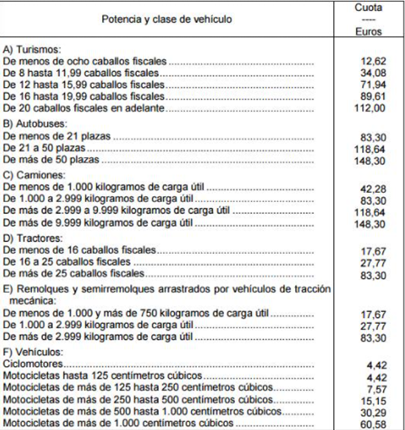 Potencia y clase de vehículo
Cuota
----
Euros
A) Turismos:
De menos de ocho caballos fiscales ........ 12,62
De 8 hasta 11,99 caballos fiscales ........ 34,08
De 12 hasta 15,99 caballos fiscales ........ 71,94
De 16 hasta 19,99 caballos fiscales ........ 89,61
De 20 caballos fiscales en adelante ........ 112,00
B) Autobuses:
De menos de 21 plazas ........ 83,30
De 21 a 50 plazas ........ 118,64
De más de 50 plazas ........ 148,30
C) Camiones:
De menos de 1.000 kilogramos de carga útil ........ 42,28
De 1.000 a 2.999 kilogramos de carga útil ........ 83,30
De más de 2.999 a 9.999 kilogramos de carga útil ........ 118,64
De más de 9.999 kilogramos de carga útil ........ 148,30
D) Tractores:
De menos de 16 caballos fiscales ........ 17,67
De 16 a 25 caballos fiscales ........ 27,77
De más de 25 caballos fiscales ........ 83,30
E) Remolques y semirremolques arrastrados por vehículos de tracción
mecánica:
De menos de 1.000 y más de 750 kilogramos de carga útil ........ 17,67
De 1.000 a 2.999 kilogramos de carga útil ........ 27,77
De más de 2.999 kilogramos de carga útil ........ 83,30
F) Vehículos:
Ciclomotores ........ 4,42
Motocicletas hasta 125 centímetros cúbicos ........ 4,42
Motocicletas de más de 125 hasta 250 centímetros cúbicos ........ 7,57
Motocicletas de más de 250 hasta 500 centímetros cúbicos ........ 15,15
Motocicletas de más de 500 hasta 1.000 centímetros cúbicos ........ 30,29
Motocicletas de más de 1.000 centímetros cúbicos ........ 60,58